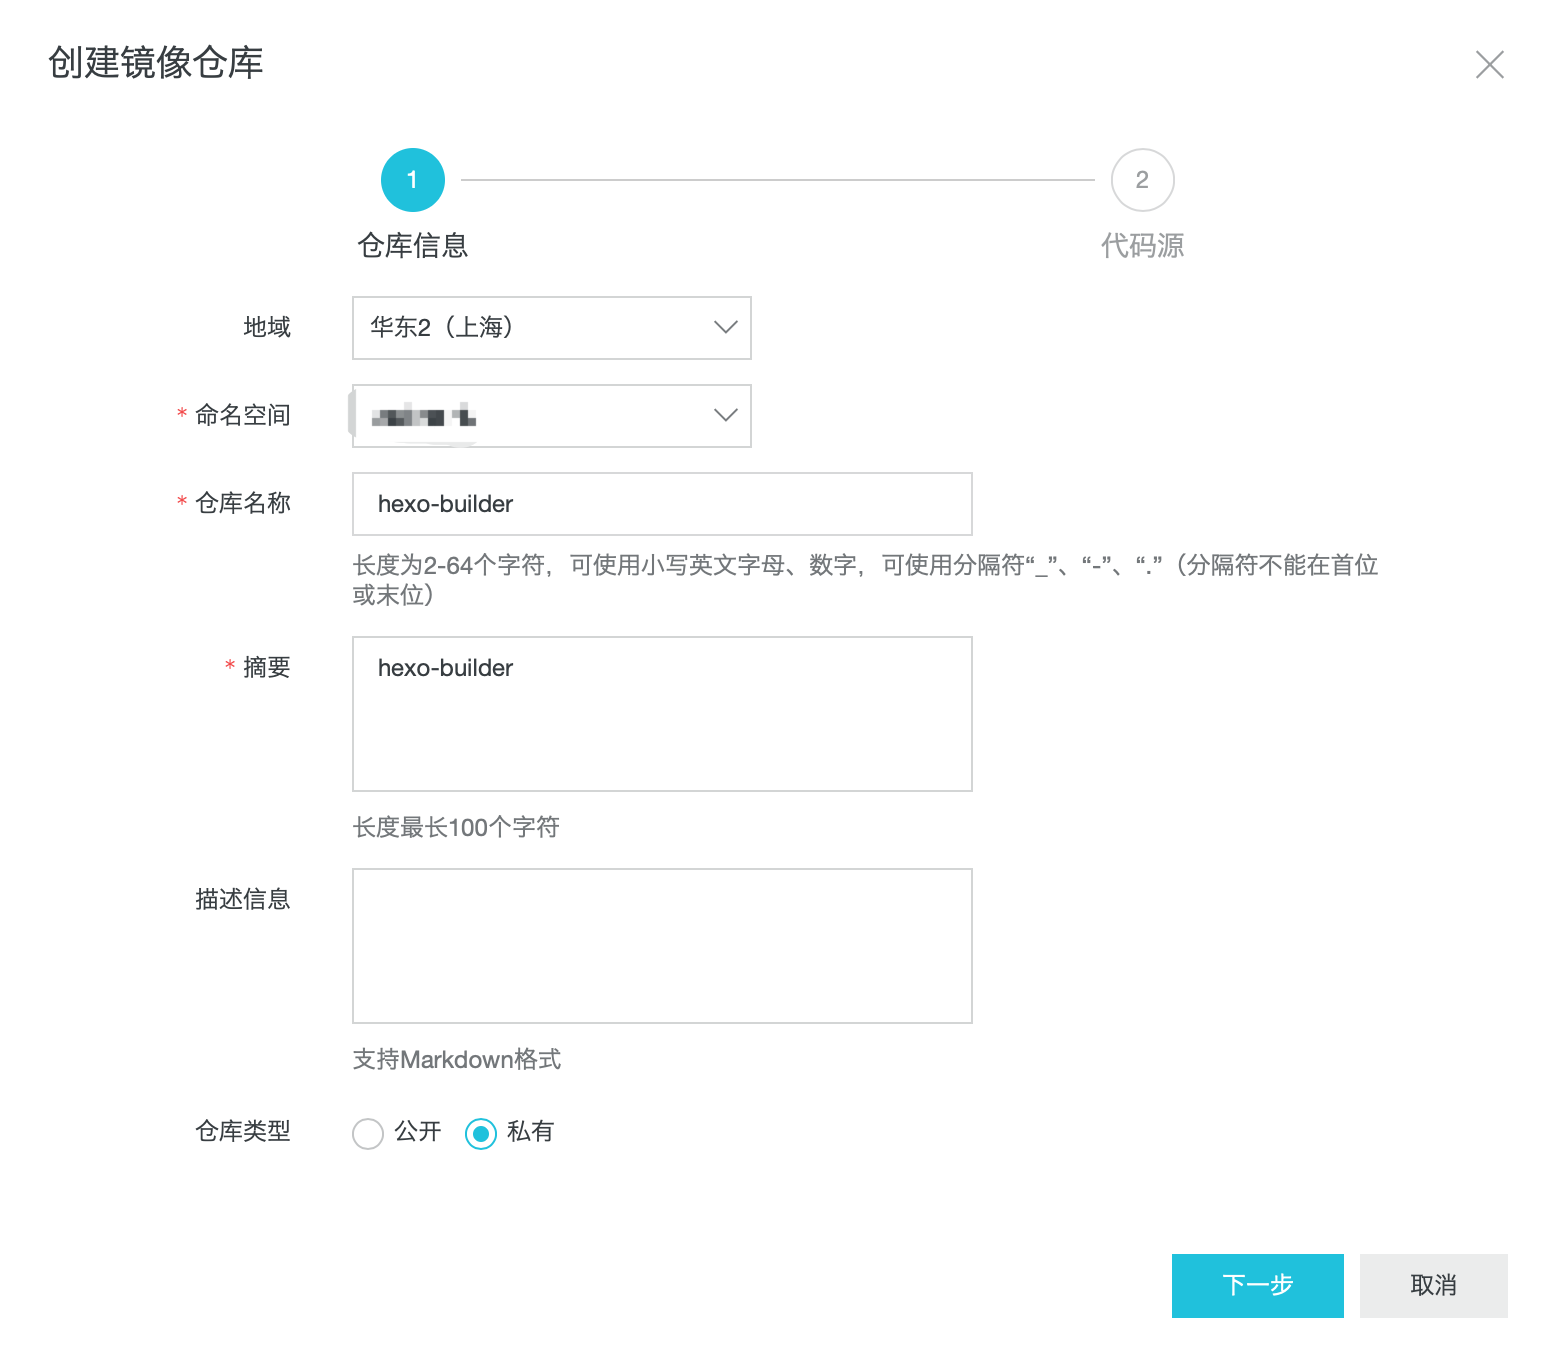 创建镜像仓库
1
2
仓库信息
代码源
地域
华东2（上海）
* 命名空间
* 仓库名称
hexo-builder
长度为2-64个字符，可使用小写英文字母、数字，可使用分隔符“_”、“-”、“.”（分隔符不能在首位
或末位）
* 摘要
hexo-builder
长度最长100个字符
描述信息
支持Markdown格式
仓库类型
公开
私有
下一步
取消